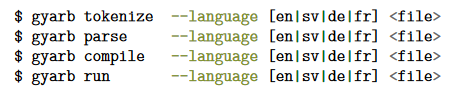 $ gyarb tokenize --language [en|sv|de|fr] <file>
$ gyarb parse --language [en|sv|de|fr] <file>
$ gyarb compile --language [en|sv|de|fr] <file>
$ gyarb run --language [en|sv|de|fr] <file>